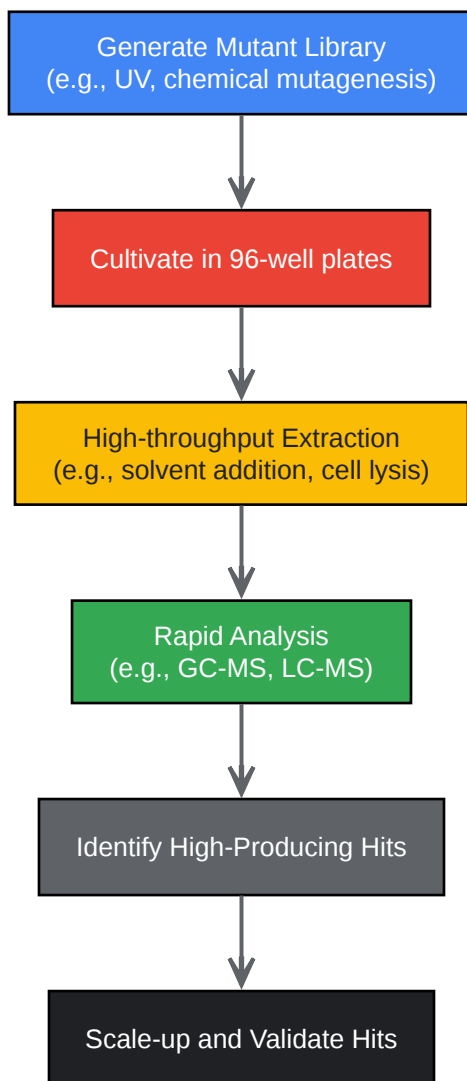 Generate Mutant Library
(e.g., UV, chemical mutagenesis)
Cultivate in 96-well plates
High-throughput Extraction
(e.g., solvent addition, cell lysis)
Rapid Analysis
(e.g., GC-MS, LC-MS)
Identify High-Producing Hits
Scale-up and Validate Hits